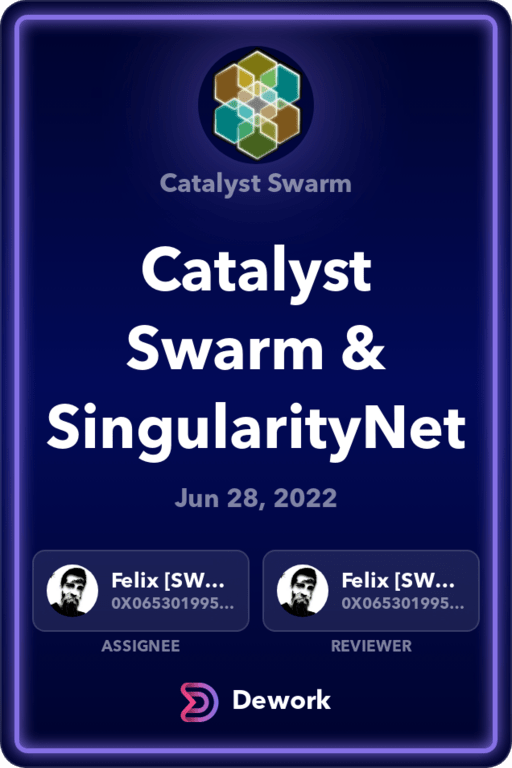 Catalyst Swarm
Catalyst
Swarm &
SingularityNet
Jun 28, 2022
Felix [SW...
0X065301995...
ASSIGNEE
Felix [SW...
0X065301995...
REVIEWER
Dework